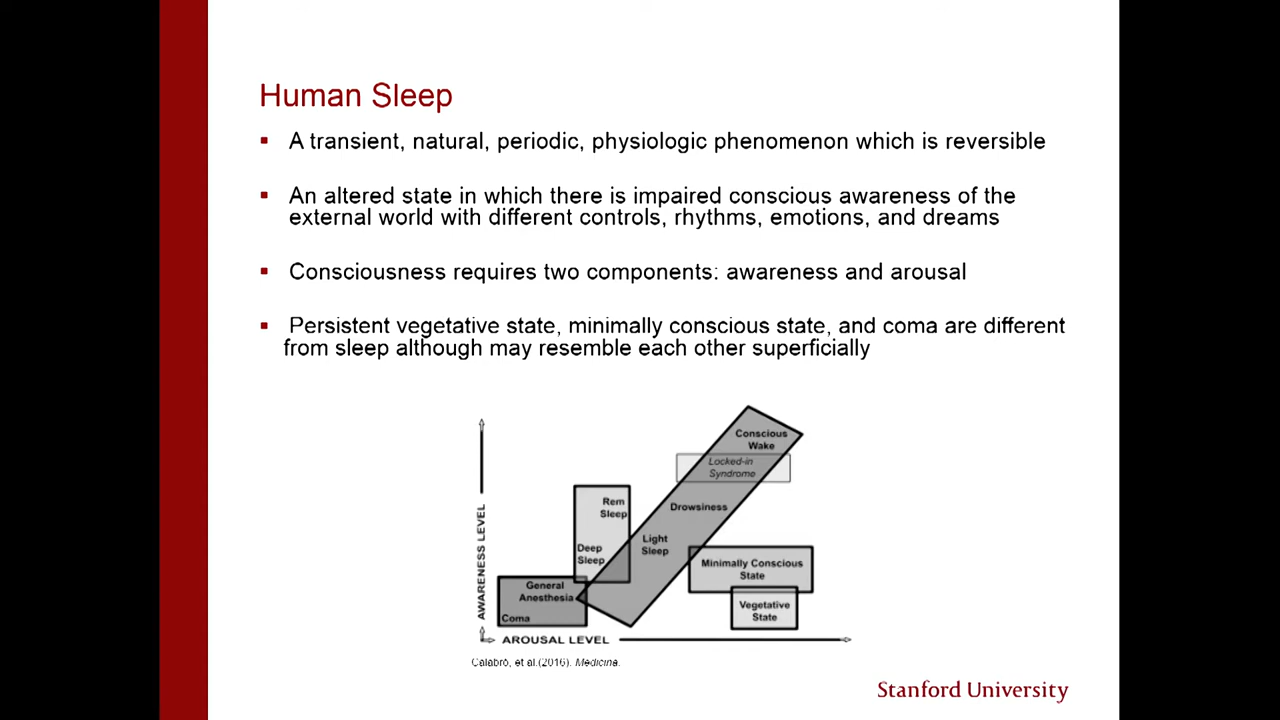 Human Sleep
▪ A transient, natural, periodic, physiologic phenomenon which is reversible
▪ An altered state in which there is impaired conscious awareness of the
external world with different controls, rhythms, emotions, and dreams
▪ Consciousness requires two components: awareness and arousal
▪ Persistent vegetative state, minimally conscious state, and coma are different
from sleep although may resemble each other superficially
Conscious
Wake
Locked-in
Syndrome
Rem
Sleep
Drowsiness
Light
Sleep
Deep
Sleep
Minimally Conscious
State
General
Anesthesia
Vegetative
State
Coma
AWARENESS LEVEL
AROUSAL LEVEL
Calabrò, et al.(2016). Medicina.
Stanford University